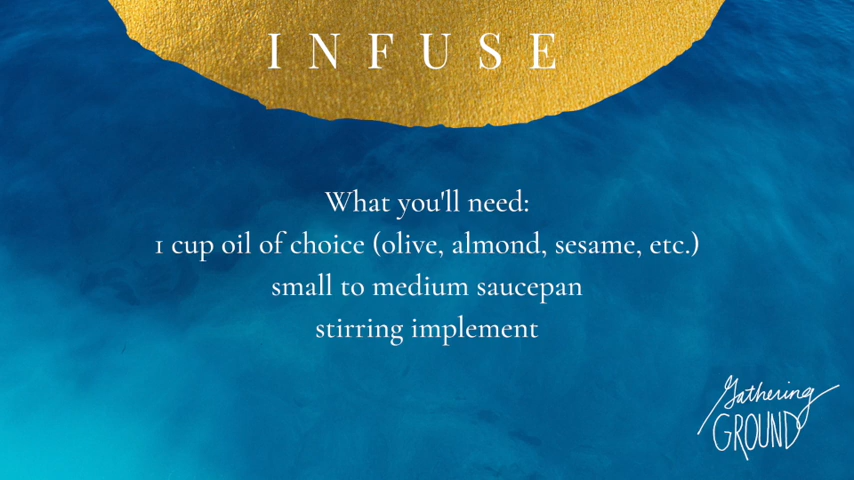 INFUSE
What you'll need:
1 cup oil of choice (olive, almond, sesame, etc.)
small to medium saucepan
stirring implement
Gathering
GROUND